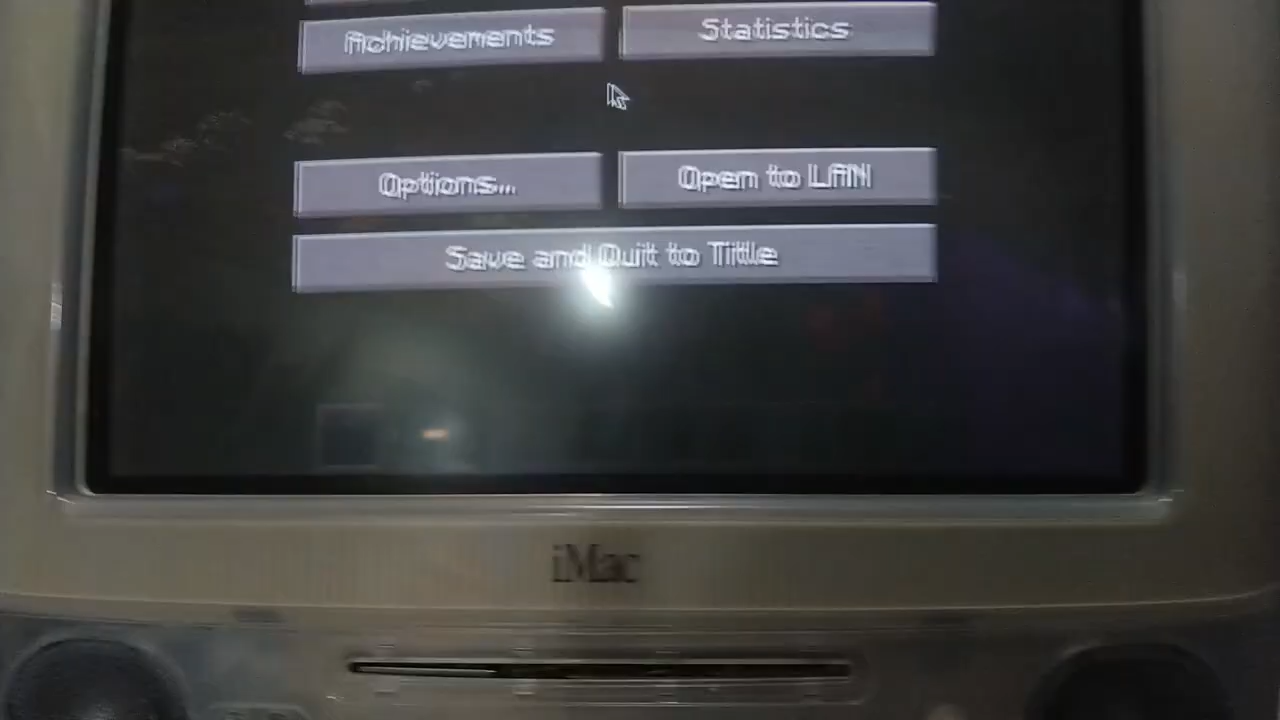 Achievements Statistics
Options... Open to LAN
Save and Quit to Title
iMac